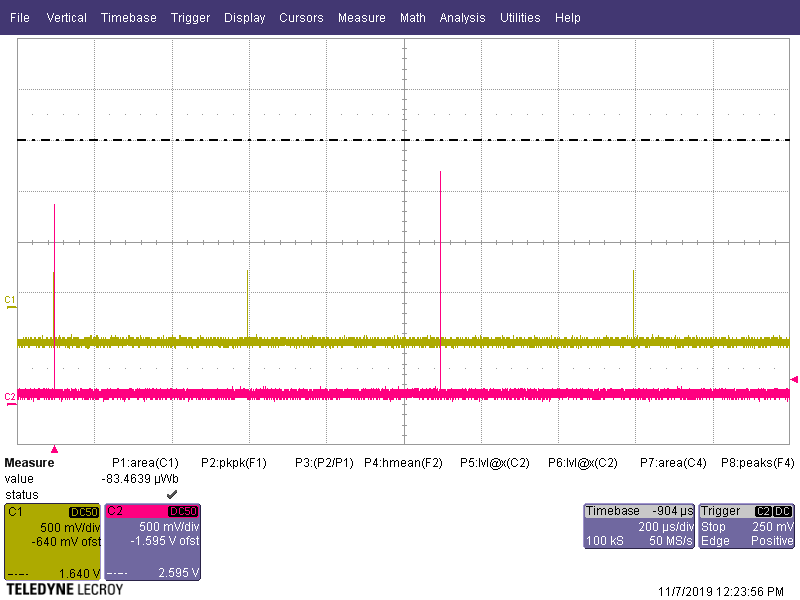 File Vertical Timebase Trigger Display Cursors Measure Math Analysis Utilities Help
C1
C2
Measure P1:area(C1) P2:pkpk(F1) P3:(P2/P1) P4:hmean(F2) P5:lvl@x(C2) P6:lvl@x(C2) P7:area(C4) P8:peaks(F4)
value -83.4639 µWb
status
C1 DC50
500 mV/div
-640 mV ofst
1.640 V
C2 DC50
500 mV/div
-1.595 V ofst
2.595 V
Timebase -904 µs
200 µs/div
100 kS 50 MS/s
Trigger C2 DC
Stop 250 mV
Edge Positive
TELEDYNE LECROY
11/7/2019 12:23:56 PM